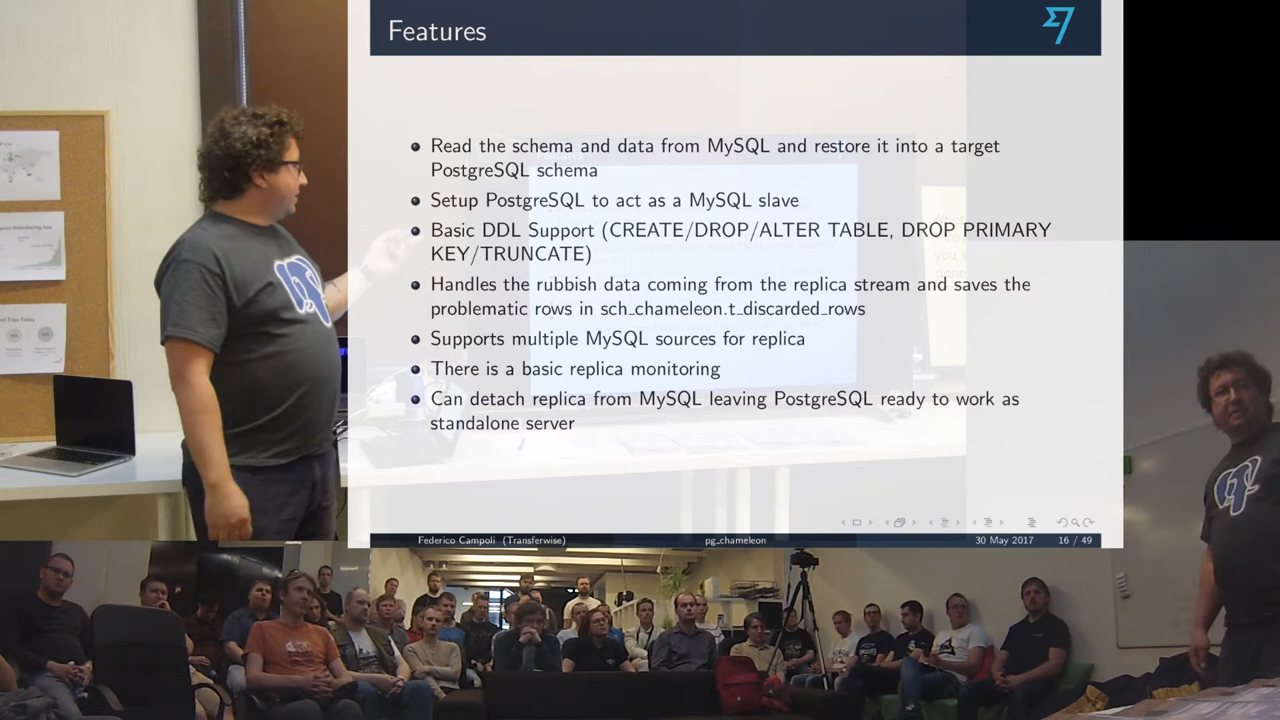 Features
Read the schema and data from MySQL and restore it into a target
PostgreSQL schema
Setup PostgreSQL to act as a MySQL slave
Basic DDL Support (CREATE/DROP/ALTER TABLE, DROP PRIMARY
KEY/TRUNCATE)
Handles the rubbish data coming from the replica stream and saves the
problematic rows in sch_chameleon.t_discarded_rows
Supports multiple MySQL sources for replica
There is a basic replica monitoring
Can detach replica from MySQL leaving PostgreSQL ready to work as
standalone server
Federico Campoli (Transferwise) pg_chameleon 30 May 2017 16 / 49